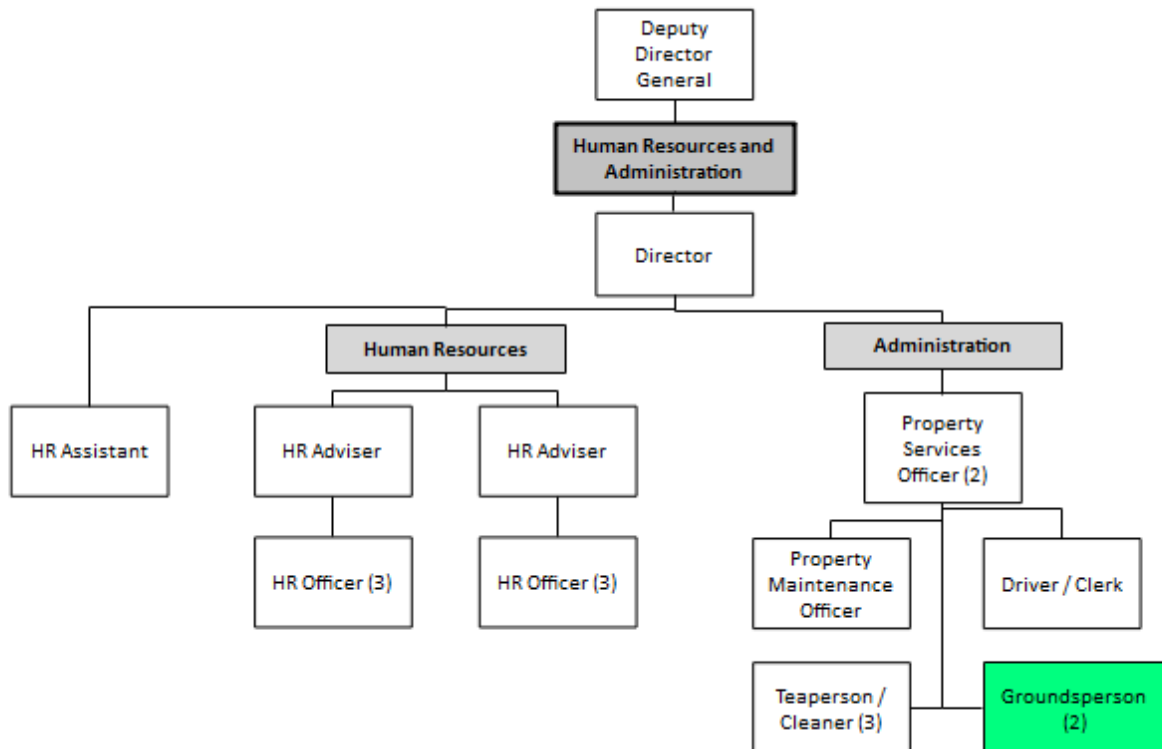 Deputy
Director
General
Human Resources and
Administration
Director
Human Resources
Administration
HR Assistant
HR Adviser
HR Adviser
Property
Services
Officer (2)
HR Officer (3)
HR Officer (3)
Property
Maintenance
Officer
Driver / Clerk
Teaperson /
Cleaner (3)
Groundsperson
(2)